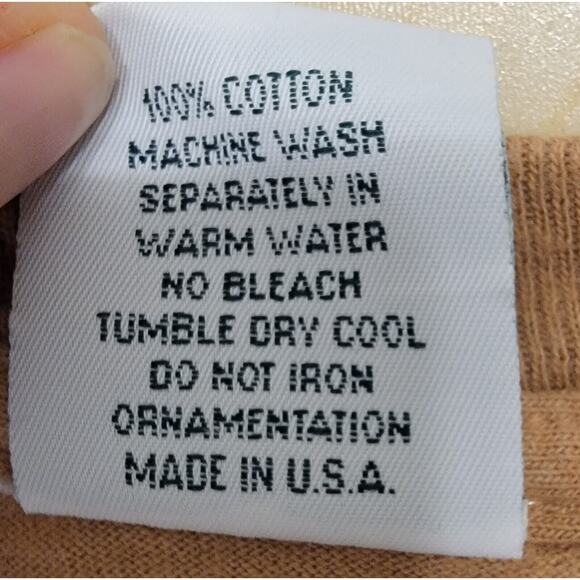 100% COTTON
MACHINE WASH
SEPARATELY IN
WARM WATER
NO BLEACH
TUMBLE DRY COOL
DO NOT IRON
ORNAMENTATION
MADE IN U.S.A.